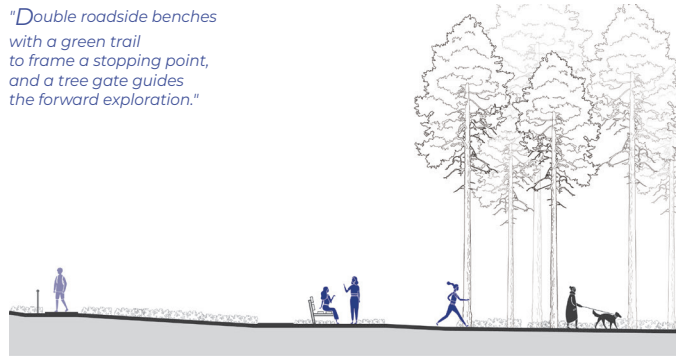 "Double roadside benches
with a green trail
to frame a stopping point,
and a tree gate guides
the forward exploration."